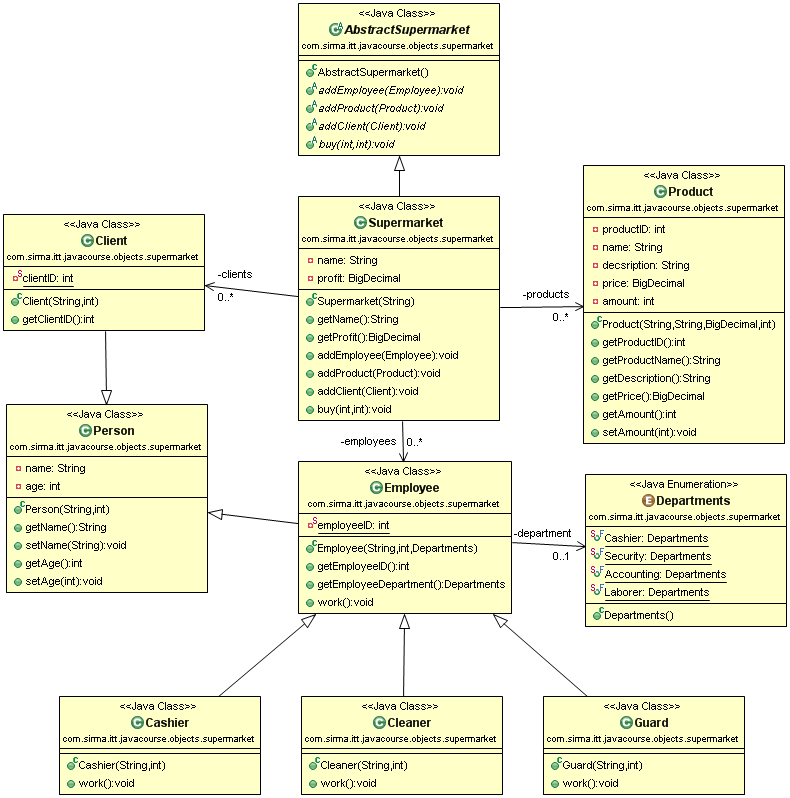 <<Java Class>>
AbstractSupermarket
com.sirma.itt.javacourse.objects.supermarket
AbstractSupermarket()
addEmployee(Employee):void
addProduct(Product):void
addClient(Client):void
buy(int,int):void
<<Java Class>>
Product
com.sirma.itt.javacourse.objects.supermarket
productID: int
name: String
decsription: String
price: BigDecimal
amount: int
Product(String,String,BigDecimal,int)
getProductID():int
getProductName():String
getDescription():String
getPrice():BigDecimal
getAmount():int
setAmount(int):void
<<Java Class>>
Supermarket
com.sirma.itt.javacourse.objects.supermarket
name: String
profit: BigDecimal
Supermarket(String)
getName():String
getProfit():BigDecimal
addEmployee(Employee):void
addProduct(Product):void
addClient(Client):void
buy(int,int):void
<<Java Class>>
Client
com.sirma.itt.javacourse.objects.supermarket
clientID: int
Client(String,int)
getClientID():int
-clients
0..*
-products
0..*
-employees
0..*
<<Java Class>>
Person
com.sirma.itt.javacourse.objects.supermarket
name: String
age: int
Person(String,int)
getName():String
setName(String):void
getAge():int
setAge(int):void
<<Java Class>>
Employee
com.sirma.itt.javacourse.objects.supermarket
employeeID: int
Employee(String,int,Departments)
getEmployeeID():int
getEmployeeDepartment():Departments
work():void
-department
0..1
<<Java Enumeration>>
Departments
com.sirma.itt.javacourse.objects.supermarket
Cashier: Departments
Security: Departments
Accounting: Departments
Laborer: Departments
Departments()
<<Java Class>>
Cashier
com.sirma.itt.javacourse.objects.supermarket
Cashier(String,int)
work():void
<<Java Class>>
Cleaner
com.sirma.itt.javacourse.objects.supermarket
Cleaner(String,int)
work():void
<<Java Class>>
Guard
com.sirma.itt.javacourse.objects.supermarket
Guard(String,int)
work():void